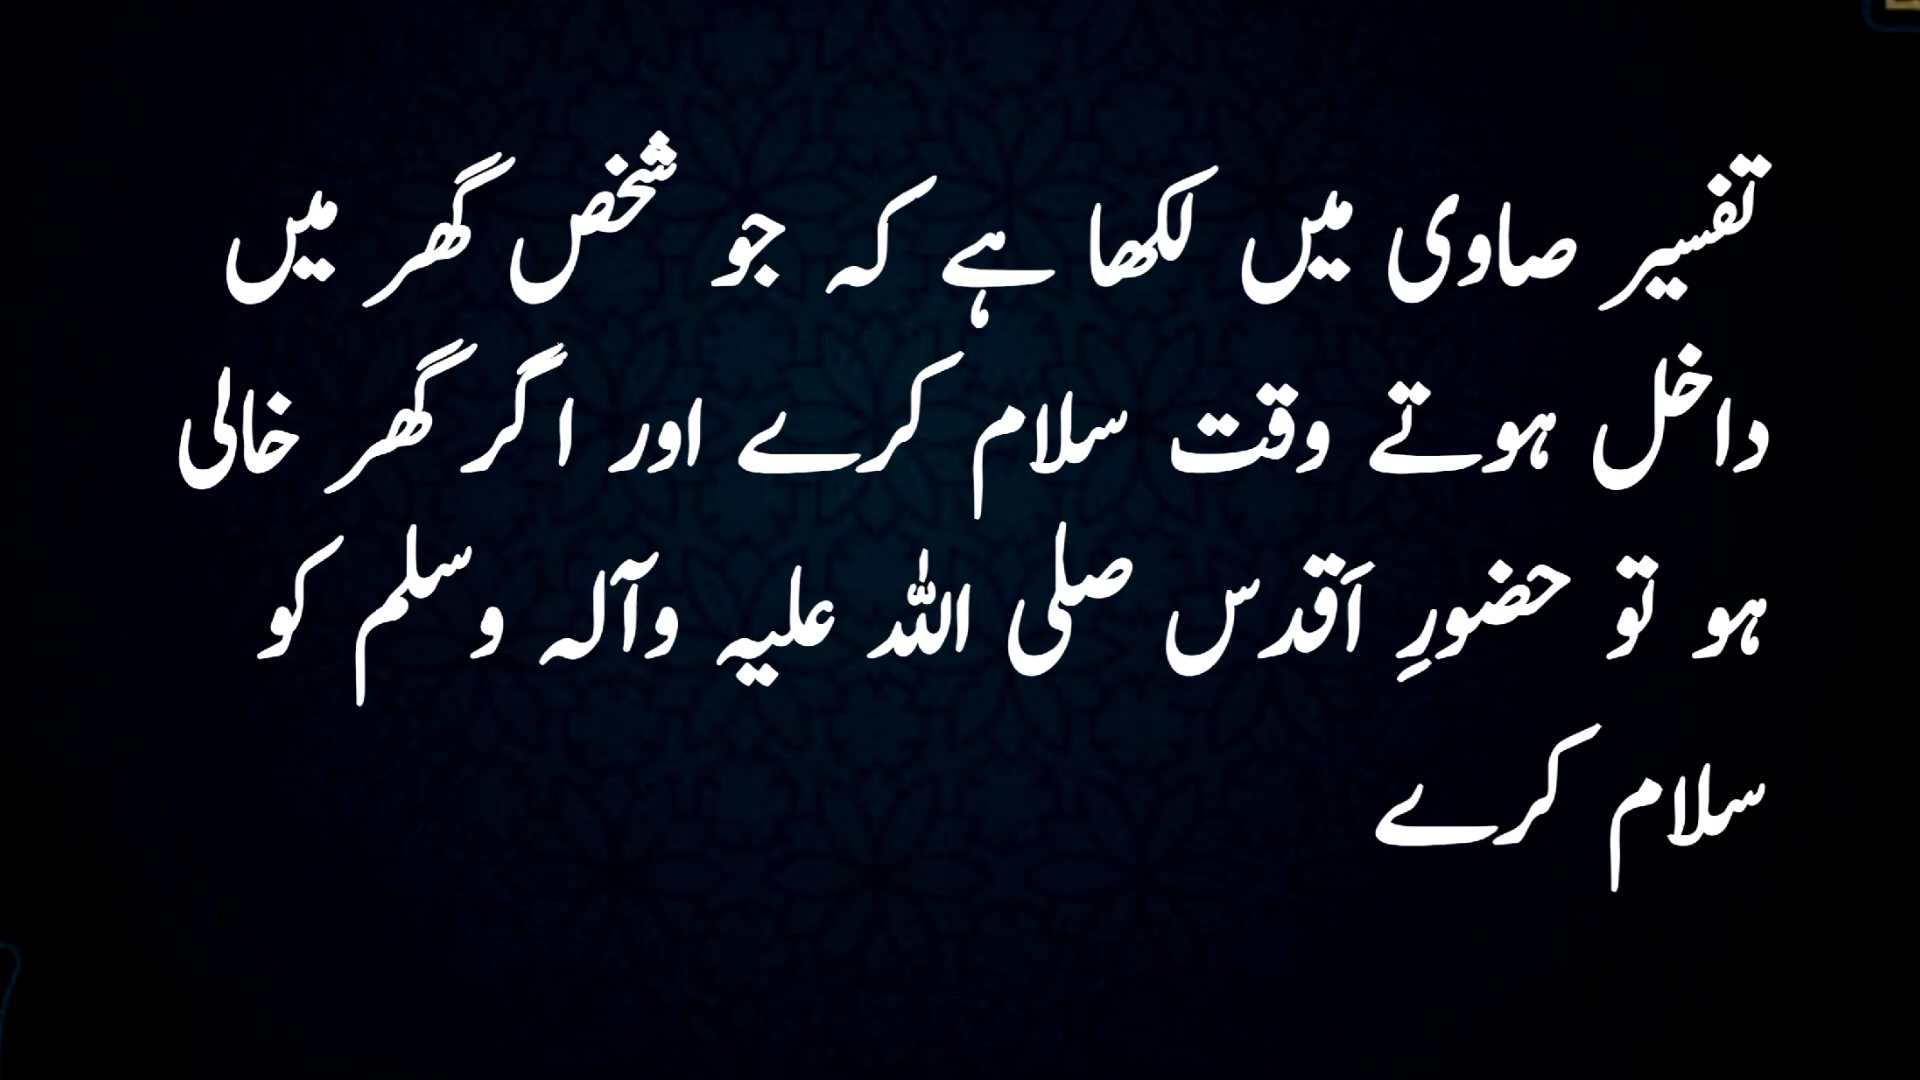 تفسیر صاوی میں لکھا ہے کہ جو شخص گھر میں
داخل ہوتے وقت سلام کرے اور اگر گھر خالی
ہو تو حضورِ اَقدس صلی اللہ علیہ وآلہ وسلم کو
سلام کرے